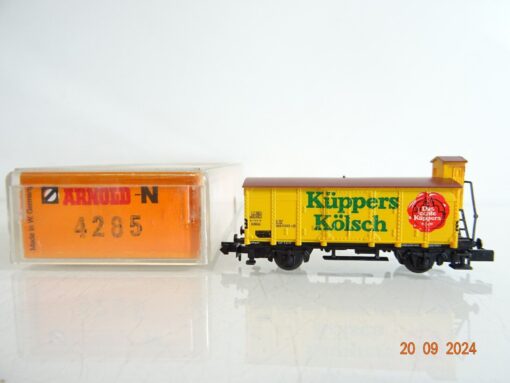 Made in W. Germany
ARNOLD-N
4285
Küppers
Kölsch
Das
echte
Küppers
20 09 2024